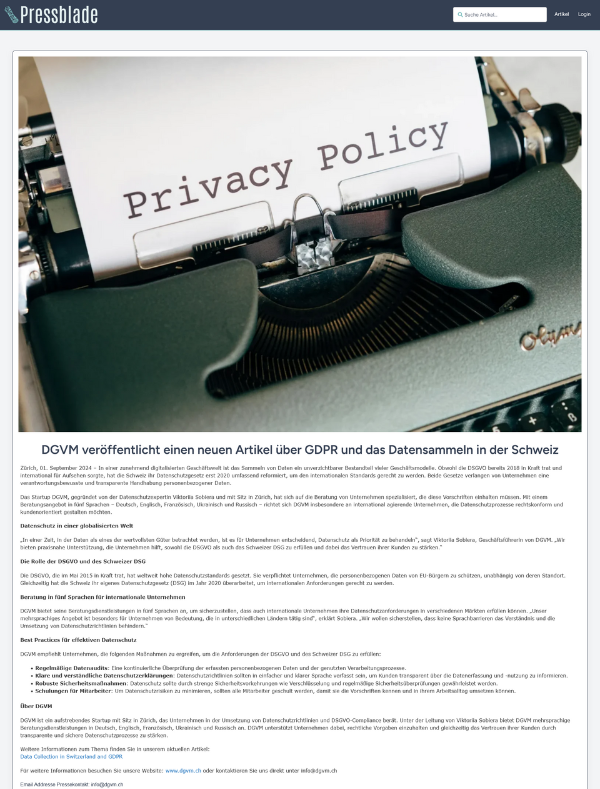 Pressblade
Suche Artikel...
Artikel
Login
Privacy Policy
Olympia
DGVM veröffentlicht einen neuen Artikel über GDPR und das Datensammeln in der Schweiz
Zürich, 01. September 2024 – In einer zunehmend digitalisierten Geschäftswelt ist das Sammeln von Daten ein unverzichtbarer Bestandteil vieler Geschäftsmodelle. Obwohl die DSGVO bereits 2018 in Kraft trat und
international für Aufsehen sorgte, hat die Schweiz ihr Datenschutzgesetz erst 2020 umfassend reformiert, um den internationalen Standards gerecht zu werden. Beide Gesetze verlangen von Unternehmen eine
verantwortungsbewusste und transparente Handhabung personenbezogener Daten.
Das Startup DGVM, gegründet von der Datenschutzexpertin Viktoriia Sobiera und mit Sitz in Zürich, hat sich auf die Beratung von Unternehmen spezialisiert, die diese Vorschriften einhalten müssen. Mit einem
Beratungsangebot in fünf Sprachen – Deutsch, Englisch, Französisch, Ukrainisch und Russisch – richtet sich DGVM insbesondere an international agierende Unternehmen, die Datenschutzprozesse rechtskonform und
kundenorientiert gestalten möchten.
Datenschutz in einer globalisierten Welt
„In einer Zeit, in der Daten als eines der wertvollsten Güter betrachtet werden, ist es für Unternehmen entscheidend, Datenschutz als Priorität zu behandeln", sagt Viktoriia Sobiera, Geschäftsführerin von DGVM. „Wir
bieten praxisnahe Unterstützung, die Unternehmen hilft, sowohl die DSGVO als auch das Schweizer DSG zu erfüllen und dabei das Vertrauen ihrer Kunden zu stärken."
Die Rolle der DSGVO und des Schweizer DSG
Die DSGVO, die im Mai 2018 in Kraft trat, hat weltweit hohe Datenschutzstandards gesetzt. Sie verpflichtet Unternehmen, die personenbezogenen Daten von EU-Bürgern zu schützen, unabhängig von deren Standort.
Gleichzeitig hat die Schweiz ihr eigenes Datenschutzgesetz (DSG) im Jahr 2020 überarbeitet, um internationalen Anforderungen gerecht zu werden.
Beratung in fünf Sprachen für internationale Unternehmen
DGVM bietet seine Beratungsdienstleistungen in fünf Sprachen an, um sicherzustellen, dass auch internationale Unternehmen ihre Datenschutzanforderungen in verschiedenen Märkten erfüllen können. „Unser
mehrsprachiges Angebot ist besonders für Unternehmen von Bedeutung, die in unterschiedlichen Ländern tätig sind", erklärt Sobiera. „Wir wollen sicherstellen, dass keine Sprachbarrieren das Verständnis und die
Umsetzung von Datenschutzrichtlinien behindern."
Best Practices für effektiven Datenschutz
DGVM empfiehlt Unternehmen, die folgenden Maßnahmen zu ergreifen, um die Anforderungen der DSGVO und des Schweizer DSG zu erfüllen:
• Regelmäßige Datenaudits: Eine kontinuierliche Überprüfung der erfassten personenbezogenen Daten und der genutzten Verarbeitungsprozesse.
• Klare und verständliche Datenschutzerklärungen: Datenschutzrichtlinien sollten in einfacher und klarer Sprache verfasst sein, um Kunden transparent über die Datenerfassung und -nutzung zu informieren.
• Robuste Sicherheitsmaßnahmen: Datenschutz sollte durch strenge Sicherheitsvorkehrungen wie Verschlüsselung und regelmäßige Sicherheitsüberprüfungen gewährleistet werden.
• Schulungen für Mitarbeiter: Um Datenschutzrisiken zu minimieren, sollten alle Mitarbeiter geschult werden, damit sie die Vorschriften kennen und in ihrem Arbeitsalltag umsetzen können.
Über DGVM
DGVM ist ein aufstrebendes Startup mit Sitz in Zürich, das Unternehmen in der Umsetzung von Datenschutzrichtlinien und DSGVO-Compliance berät. Unter der Leitung von Viktoriia Sobiera bietet DGVM mehrsprachige
Beratungsdienstleistungen in Deutsch, Englisch, Französisch, Ukrainisch und Russisch an. DGVM unterstützt Unternehmen dabei, rechtliche Vorgaben einzuhalten und gleichzeitig das Vertrauen ihrer Kunden durch
transparente und sichere Datenschutzprozesse zu stärken.
Weitere Informationen zum Thema finden Sie in unserem aktuellen Artikel:
Data Collection in Switzerland and GDPR
Für weitere Informationen besuchen Sie unsere Website: www.dgvm.ch oder kontaktieren Sie uns direkt unter info@dgvm.ch
Email Addresse Pressekontakt: info@dgvm.ch